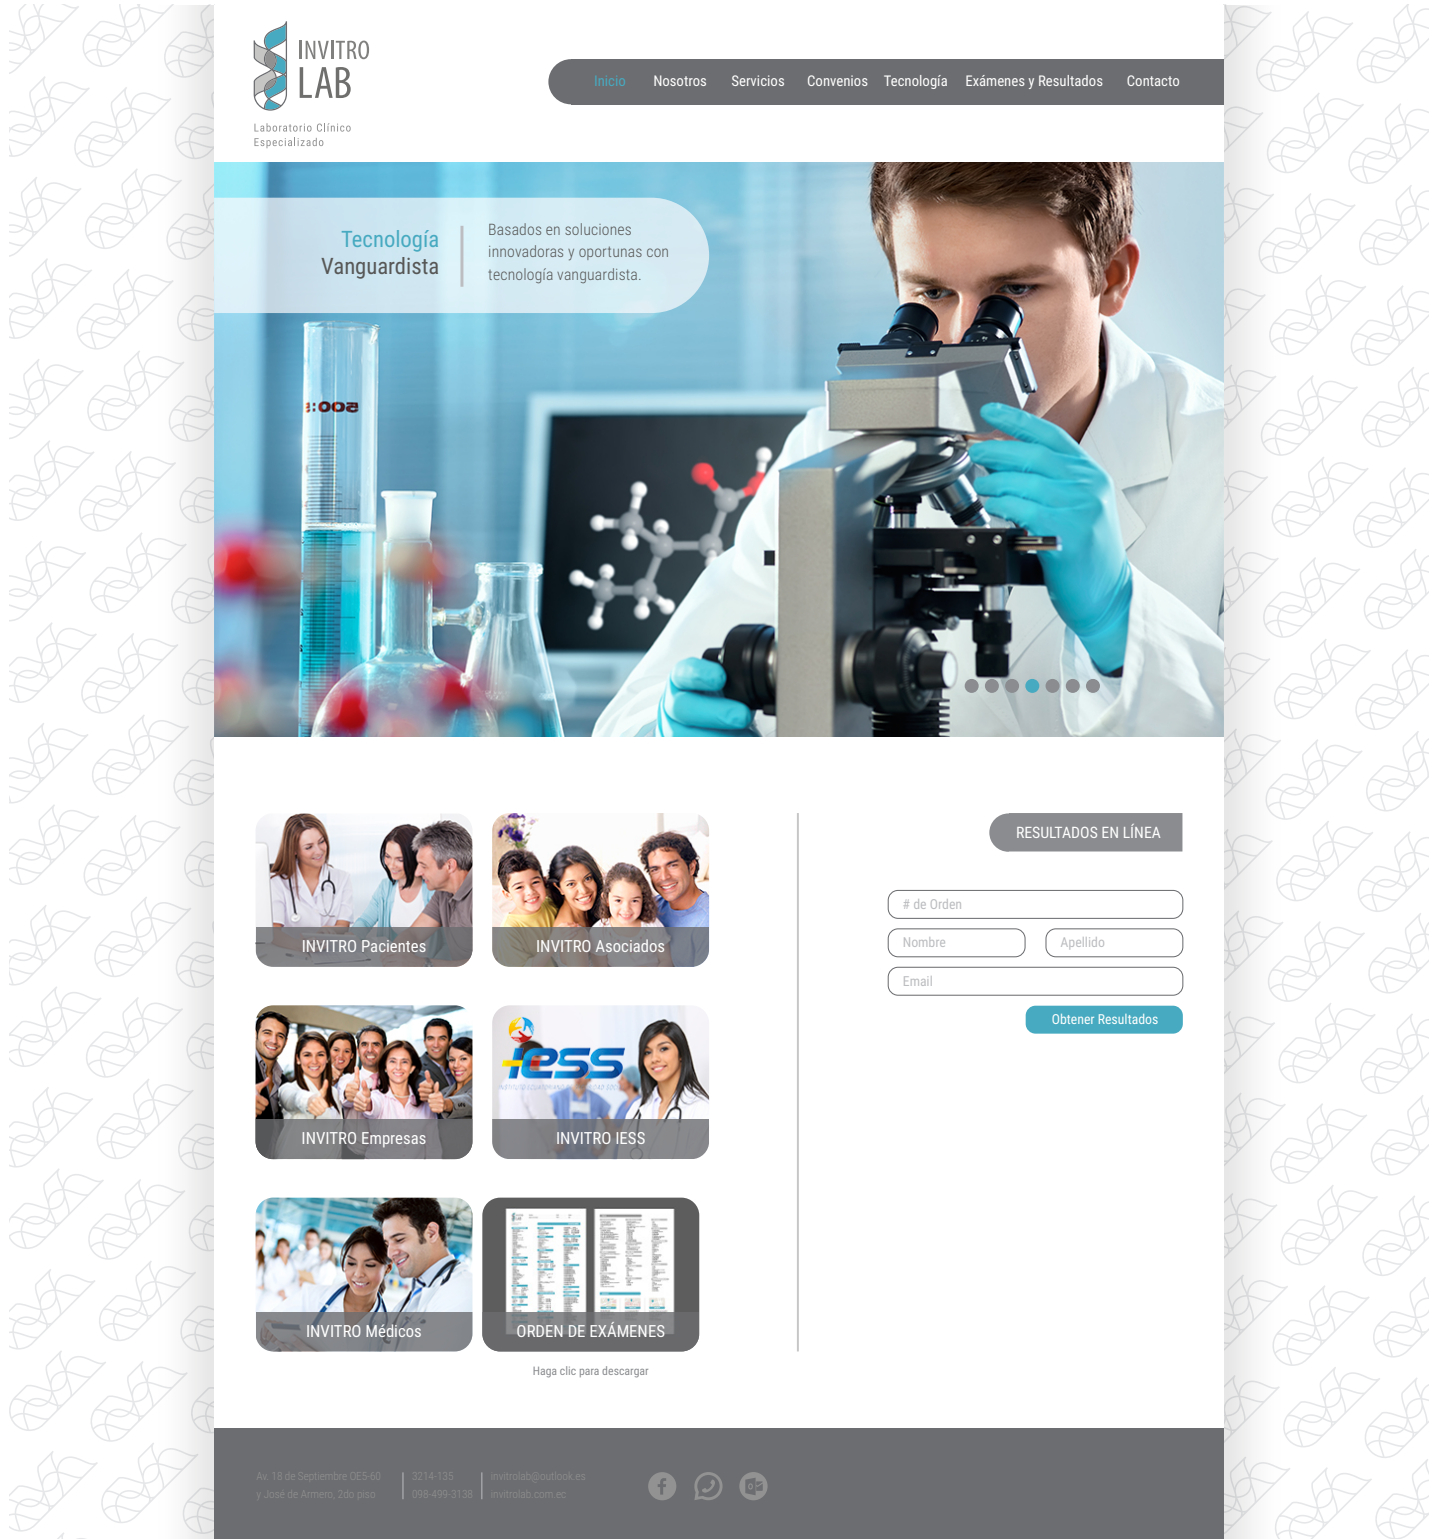 INVITRO
LAB
Laboratorio Clínico
Especializado
Inicio Nosotros Servicios Convenios Tecnología Exámenes y Resultados Contacto
Tecnología
Vanguardista
Basados en soluciones
innovadoras y oportunas con
tecnología vanguardista.
INVITRO Pacientes
INVITRO Asociados
RESULTADOS EN LÍNEA
# de Orden
Nombre
Apellido
Email
Obtener Resultados
INVITRO Empresas
iESS
INVITRO IESS
INVITRO Médicos
LAB
ORDEN DE EXÁMENES
Haga clic para descargar
Av. 18 de Septiembre OE5-60
y José de Armero, 2do piso
3214-135
098-499-3138
invitrolab@outlook.es
invitrolab.com.ec